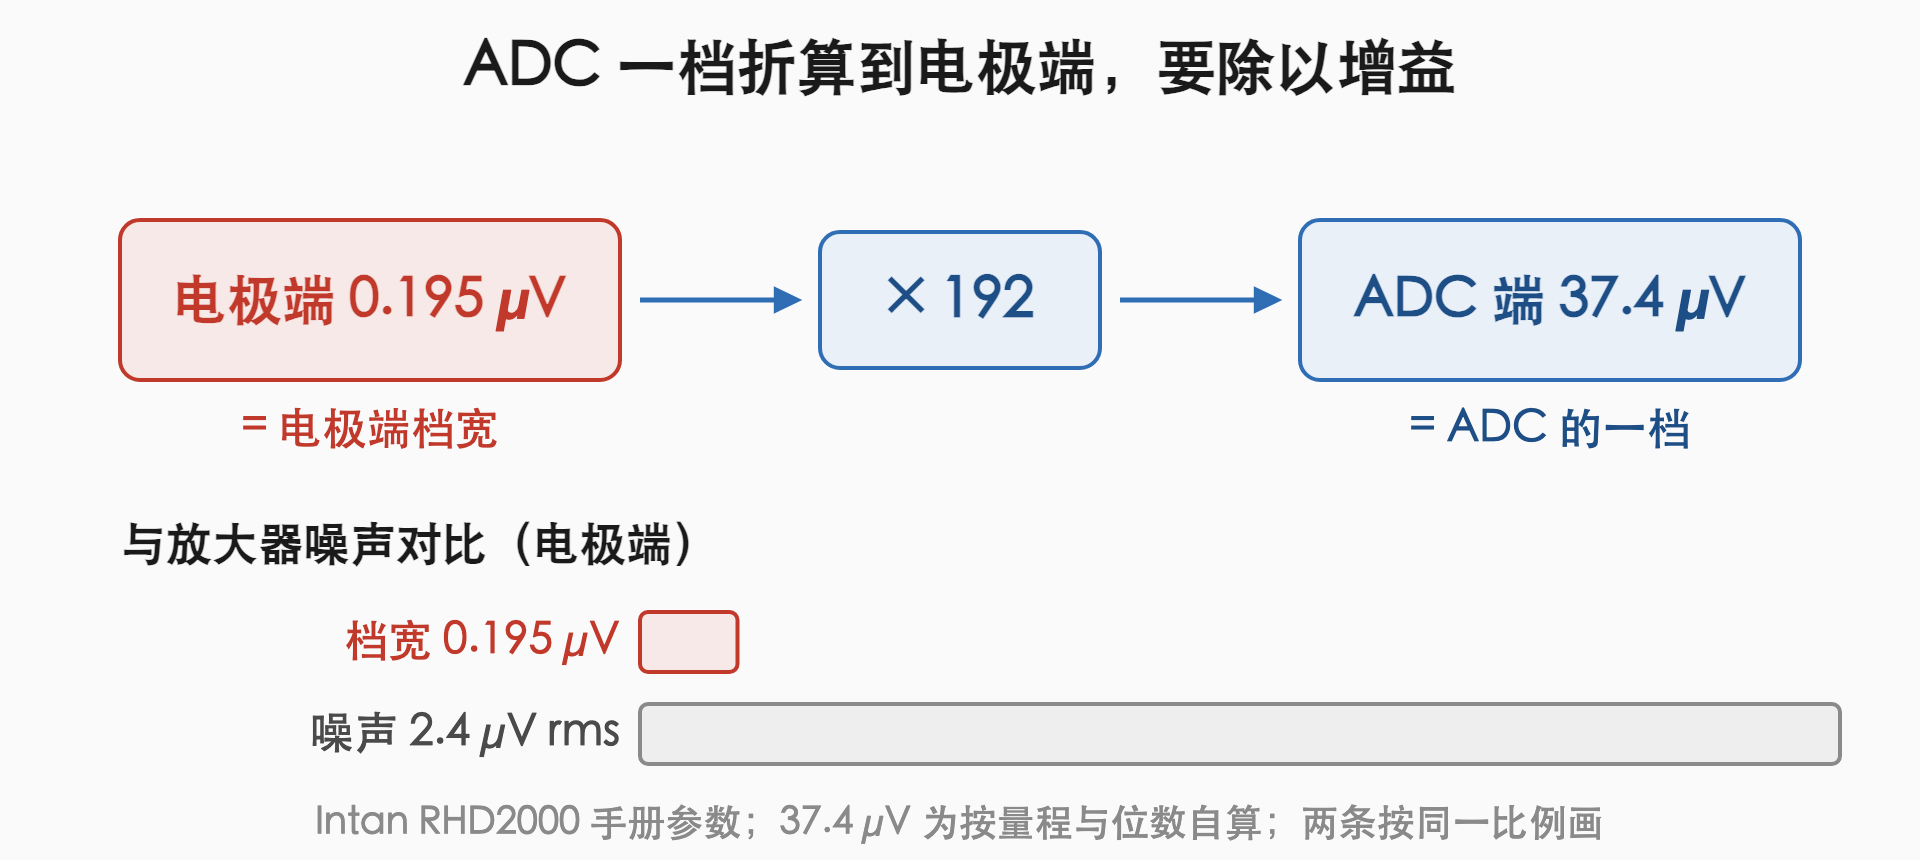 ADC 一档折算到电极端，要除以增益
电极端 0.195 µV
× 192
ADC 端 37.4 µV
= 电极端档宽
= ADC 的一档
与放大器噪声对比（电极端）
档宽 0.195 µV
噪声 2.4 µV rms
Intan RHD2000 手册参数；37.4 µV 为按量程与位数自算；两条按同一比例画